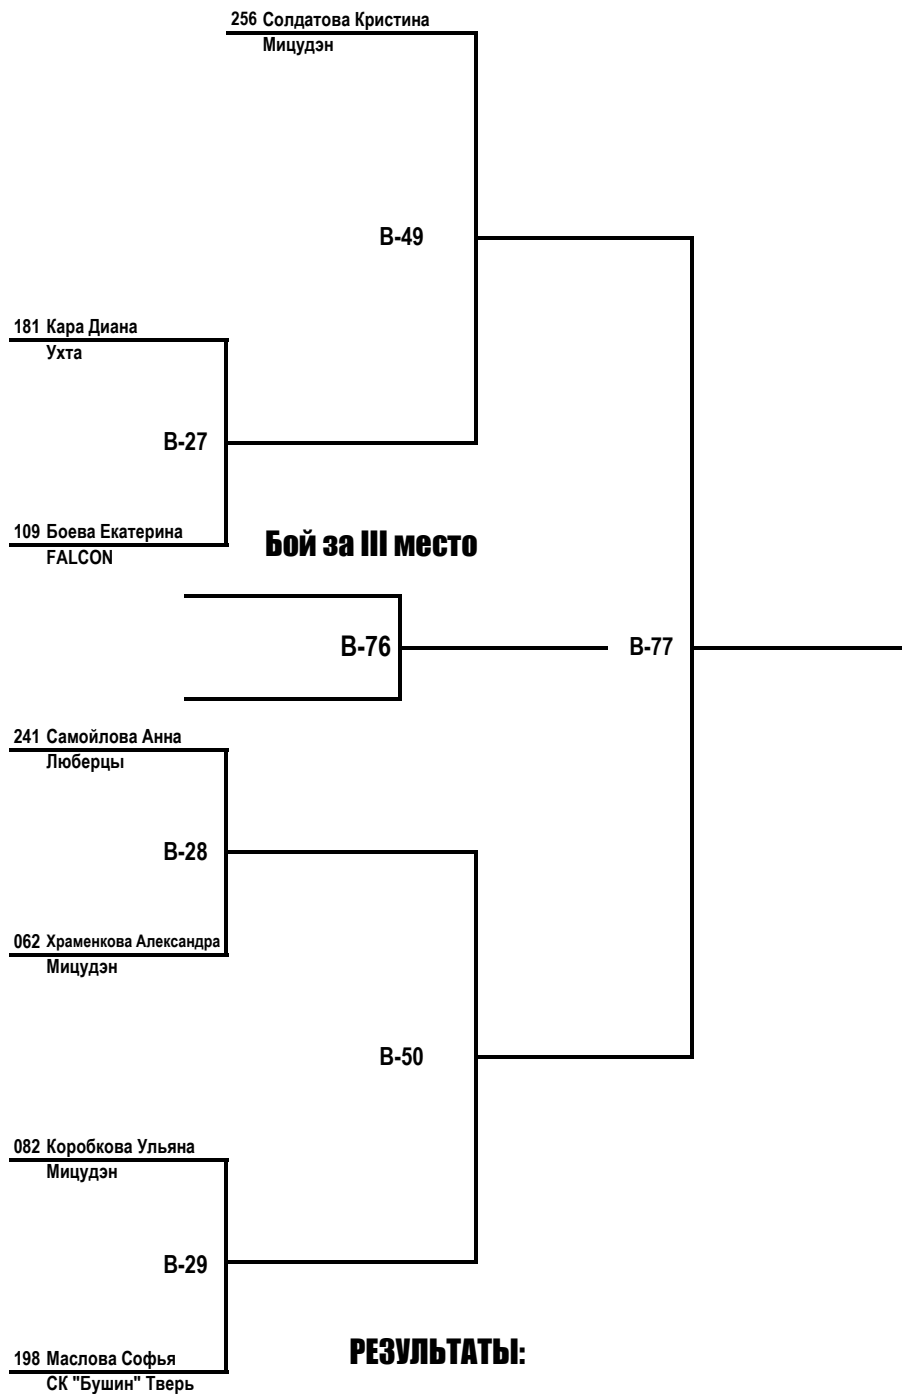 256 Солдатова Кристина
Мицудэн
В-49
181 Кара Диана
Ухта
В-27
109 Боева Екатерина
FALCON
Бой за III место
В-76
В-77
241 Самойлова Анна
Люберцы
В-28
062 Храменкова Александра
Мицудэн
В-50
082 Коробкова Ульяна
Мицудэн
В-29
198 Маслова Софья
СК "Бушин" Тверь
РЕЗУЛЬТАТЫ: